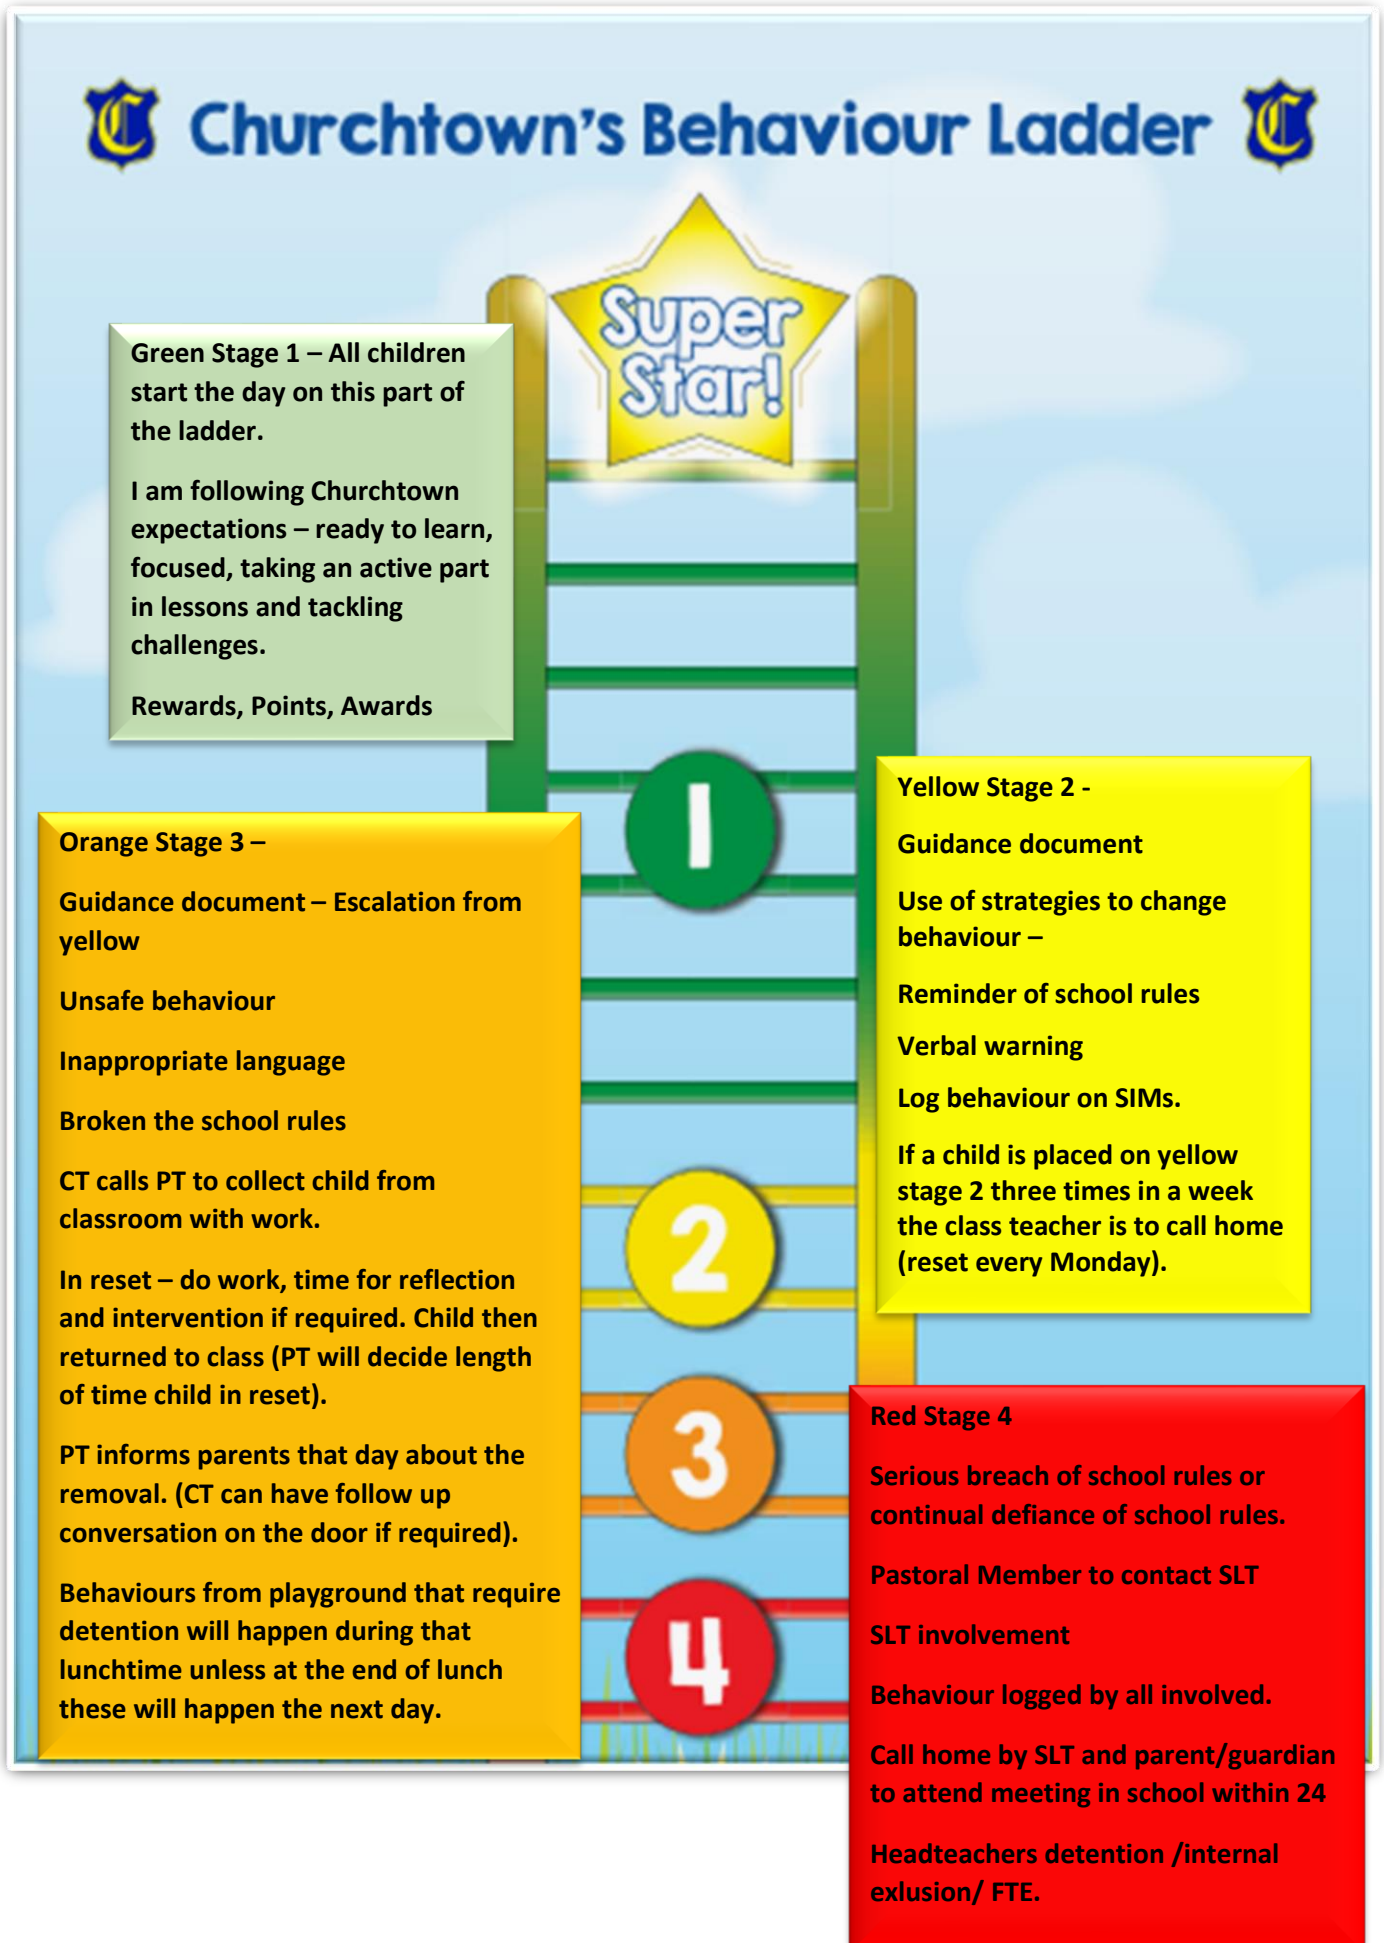 C Churchtown's Behaviour Ladder C
Super
Star!
Green Stage 1 – All children
start the day on this part of
the ladder.
I am following Churchtown
expectations – ready to learn,
focused, taking an active part
in lessons and tackling
challenges.
Rewards, Points, Awards
1
Yellow Stage 2 -
Guidance document
Use of strategies to change
behaviour –
Reminder of school rules
Verbal warning
Log behaviour on SIMs.
If a child is placed on yellow
stage 2 three times in a week
the class teacher is to call home
(reset every Monday).
2
Orange Stage 3 –
Guidance document – Escalation from
yellow
Unsafe behaviour
Inappropriate language
Broken the school rules
CT calls PT to collect child from
classroom with work.
In reset – do work, time for reflection
and intervention if required. Child then
returned to class (PT will decide length
of time child in reset).
PT informs parents that day about the
removal. (CT can have follow up
conversation on the door if required).
Behaviours from playground that require
detention will happen during that
lunchtime unless at the end of lunch
these will happen the next day.
3
4
Red Stage 4
Serious breach of school rules or
continual defiance of school rules.
Pastoral Member to contact SLT
SLT involvement
Behaviour logged by all involved.
Call home by SLT and parent/guardian
to attend meeting in school within 24
Headteachers detention /internal
exlusion/ FTE.